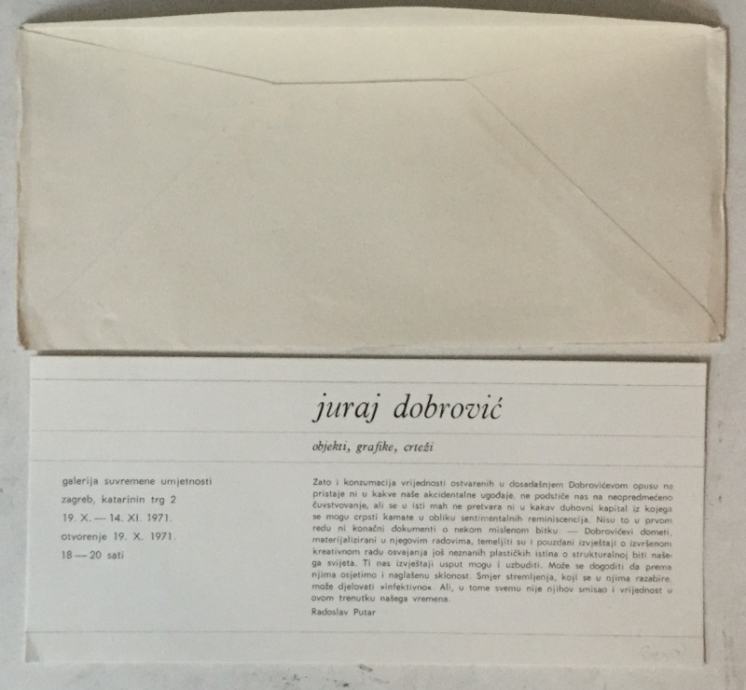 juraj dobrović
objekti, grafike, crteži
galerija suvremene umjetnosti
zagreb, katarinin trg 2
19. X. — 14. XI. 1971.
otvorenje 19. X. 1971.
18 — 20 sati
Zato i konzumacija vrijednosti ostvarenih u dosadašnjem Dobrovićevom opusu ne
pristaje ni u kakve naše akcidentalne ugođaje, ne podstiče nas na neopredmećeno
čuvstvovanje, ali se u isti mah ne pretvara ni u kakav duhovni kapital iz kojega
se mogu crpsti kamate u obliku sentimentalnih reminiscencija. Nisu to u prvom
redu ni konačni dokumenti o nekom mislenom bitku. — Dobrovićevi dometi,
materijalizirani u njegovim radovima, temeljiti su i pouzdani izvještaji o izvršenom
kreativnom radu osvajanja još neznanih plastičkih istina o strukturalnoj biti naše-
ga svijeta. Ti nas izvještaji usput mogu i uzbuditi. Može se dogoditi da prema
njima osjetimo i naglašenu sklonost. Smjer stremljenja, koji se u njima razabire,
može djelovati »infektivno«. Ali, u tome svemu nije njihov smisao i vrijednost u
ovom trenutku našega vremena.
Radoslav Putar